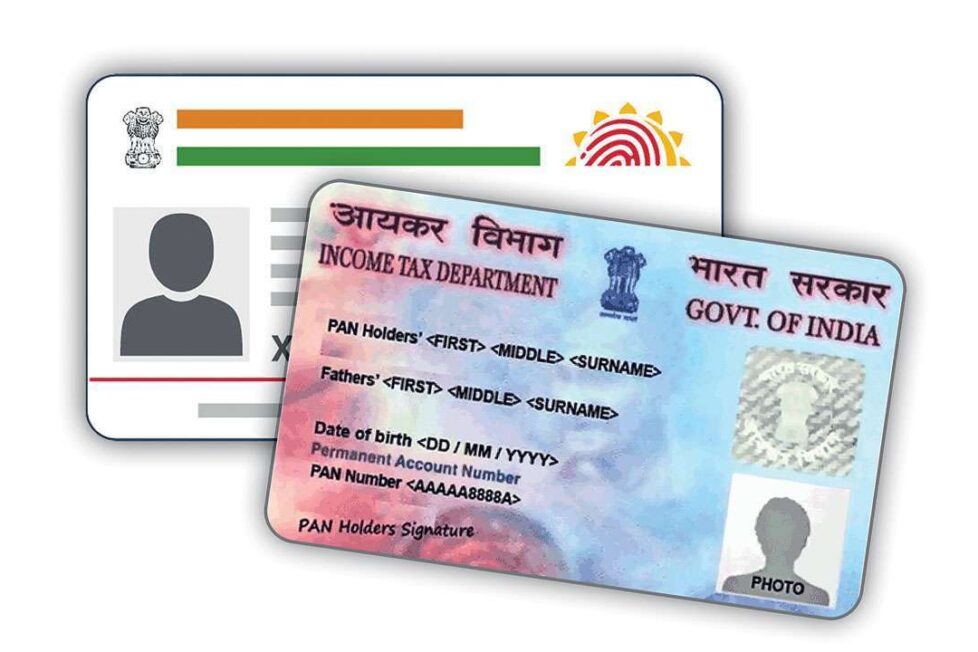 X
आयकर विभाग
INCOME TAX DEPARTMENT
भारत सरकार
GOVT. OF INDIA
PAN Holders' <FIRST> <MIDDLE> <SURNAME>
Fathers' <FIRST> <MIDDLE> <SURNAME>
Date of birth <DD / MM / YYYY>
Permanent Account Number
PAN Number <AAAAA8888A>
PAN Holders Signature
PHOTO